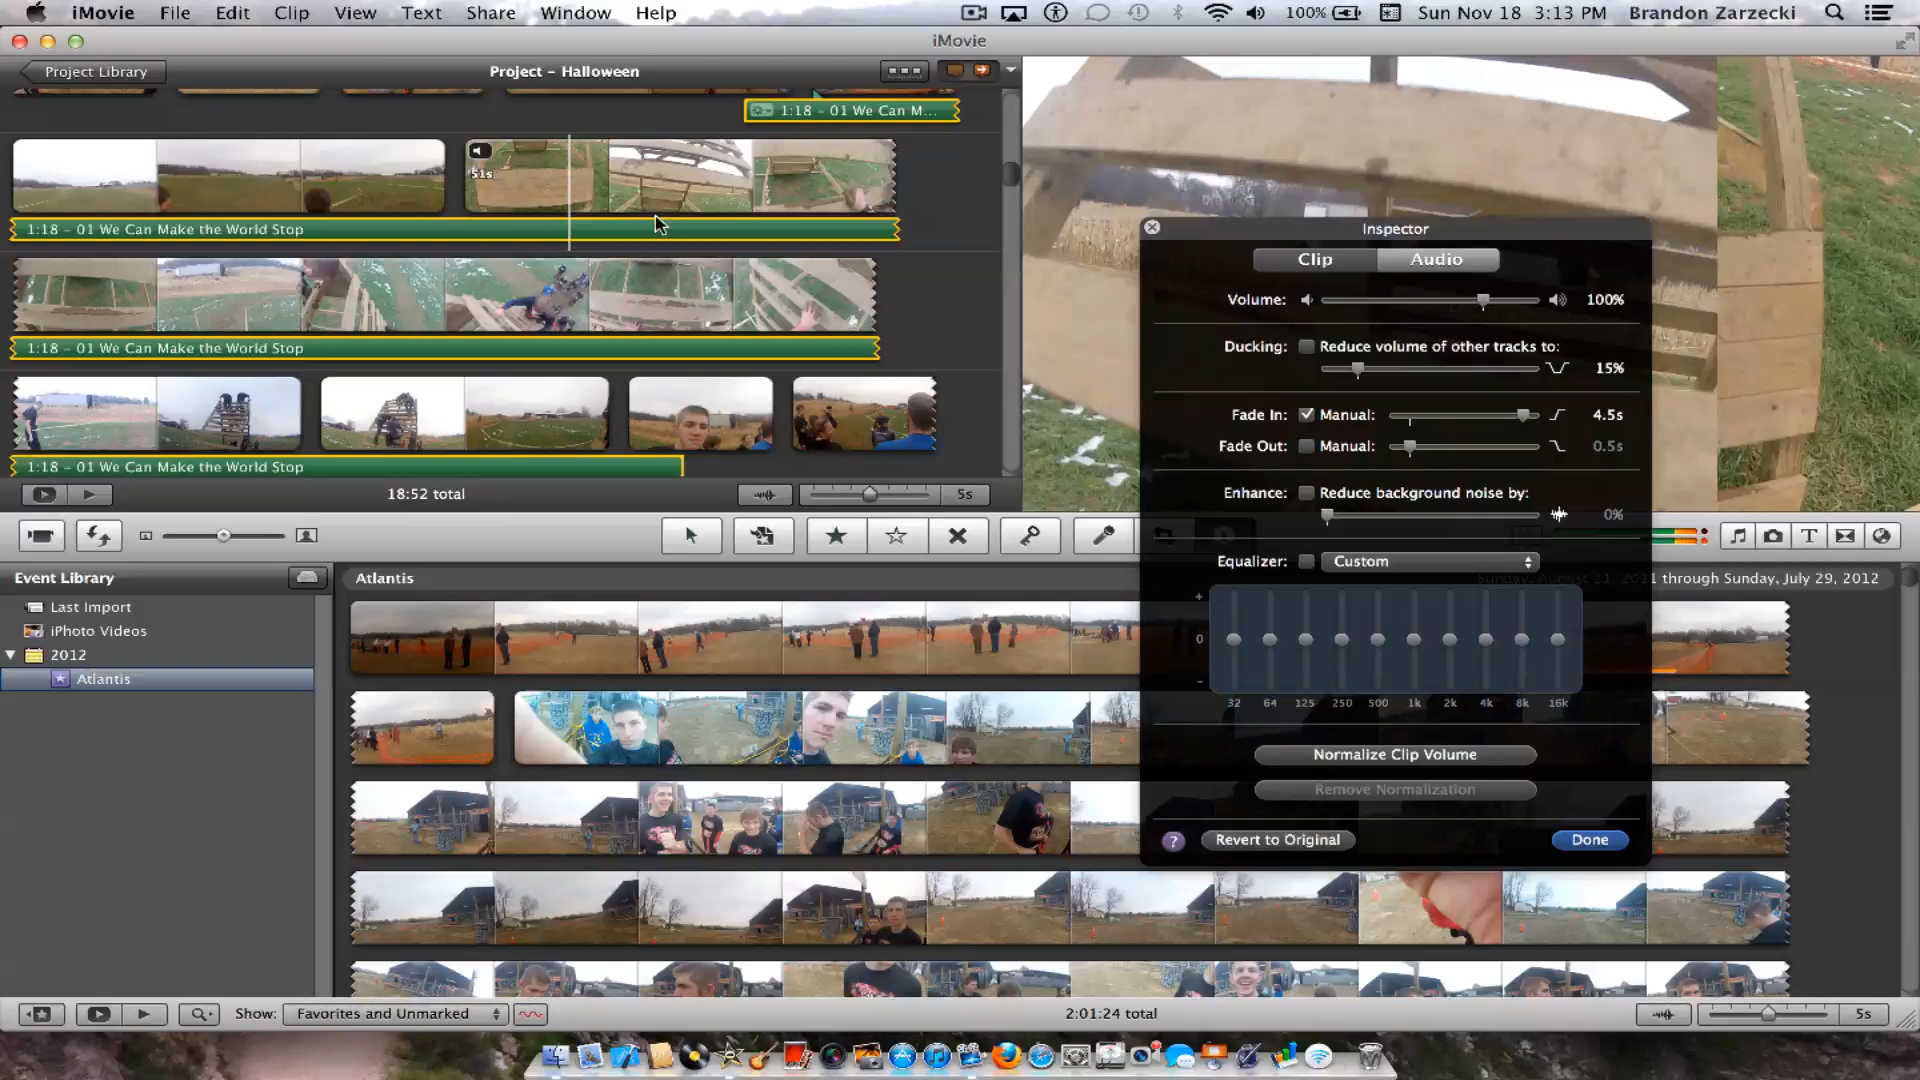 iMovie File Edit Clip View Text Share Window Help 100% Sun Nov 18 3:13 PM Brandon Zarzecki
iMovie
Project Library
Project – Halloween
1:18 – 01 We Can M...
51s
1:18 – 01 We Can Make the World Stop
1:18 – 01 We Can Make the World Stop
1:18 – 01 We Can Make the World Stop
18:52 total
5s
Inspector
Clip Audio
Volume: 100%
Ducking: Reduce volume of other tracks to:
15%
Fade In: Manual: 4.5s
Fade Out: Manual: 0.5s
Enhance: Reduce background noise by:
0%
Equalizer: Custom
+
0
-
32 64 125 250 500 1k 2k 4k 8k 16k
Normalize Clip Volume
Remove Normalization
? Revert to Original Done
Event Library
Last Import
iPhoto Videos
2012
Atlantis
Atlantis
Sunday, August 21, 2011 through Sunday, July 29, 2012
Show: Favorites and Unmarked
2:01:24 total
5s